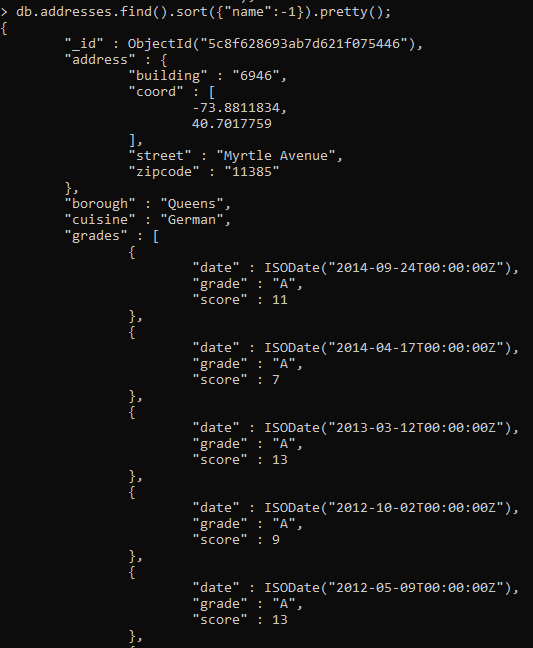 > db.addresses.find().sort({"name":-1}).pretty();
{
"_id" : ObjectId("5c8f628693ab7d621f075446"),
"address" : {
"building" : "6946",
"coord" : [
-73.8811834,
40.7017759
],
"street" : "Myrtle Avenue",
"zipcode" : "11385"
},
"borough" : "Queens",
"cuisine" : "German",
"grades" : [
{
"date" : ISODate("2014-09-24T00:00:00Z"),
"grade" : "A",
"score" : 11
},
{
"date" : ISODate("2014-04-17T00:00:00Z"),
"grade" : "A",
"score" : 7
},
{
"date" : ISODate("2013-03-12T00:00:00Z"),
"grade" : "A",
"score" : 13
},
{
"date" : ISODate("2012-10-02T00:00:00Z"),
"grade" : "A",
"score" : 9
},
{
"date" : ISODate("2012-05-09T00:00:00Z"),
"grade" : "A",
"score" : 13
},